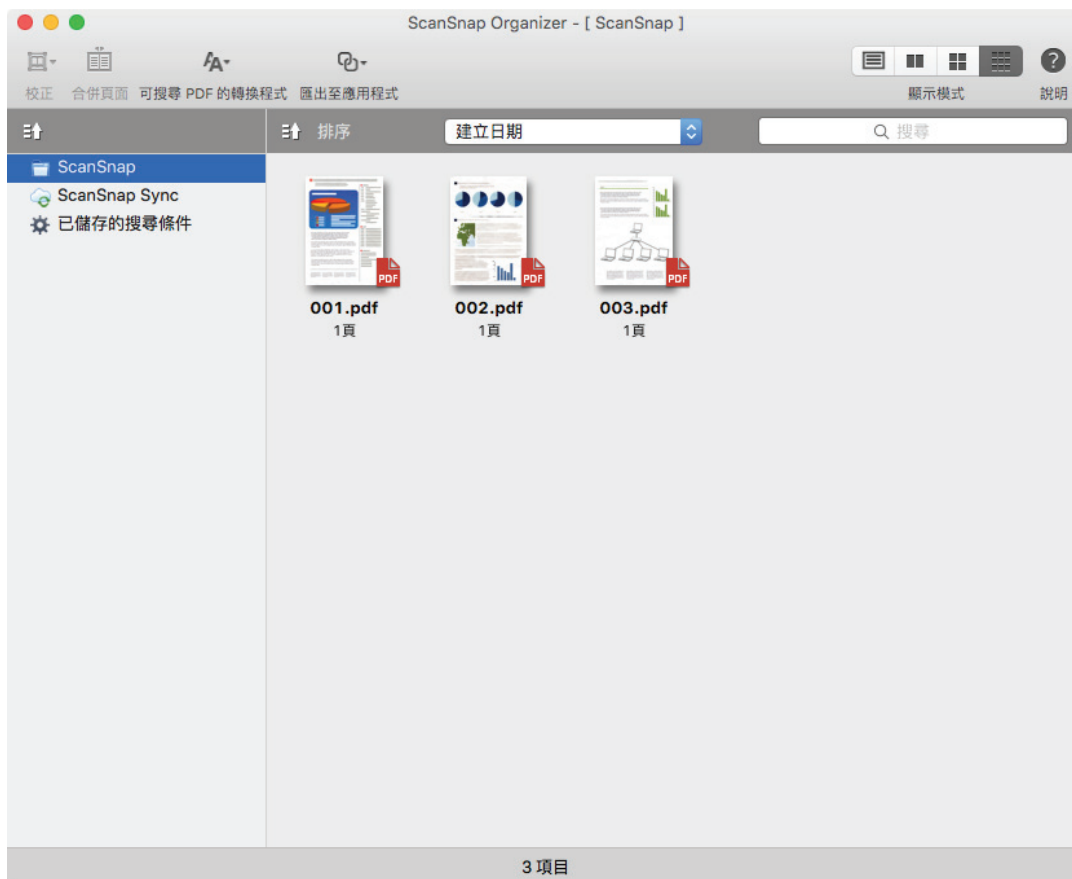 ScanSnap Organizer - [ ScanSnap ]
校正 合併頁面 可搜尋 PDF 的轉換程式 匯出至應用程式 顯示模式 說明
排序 建立日期 搜尋
ScanSnap
ScanSnap Sync
已儲存的搜尋條件
PDF PDF PDF
001.pdf 002.pdf 003.pdf
1頁 1頁 1頁
3 項目